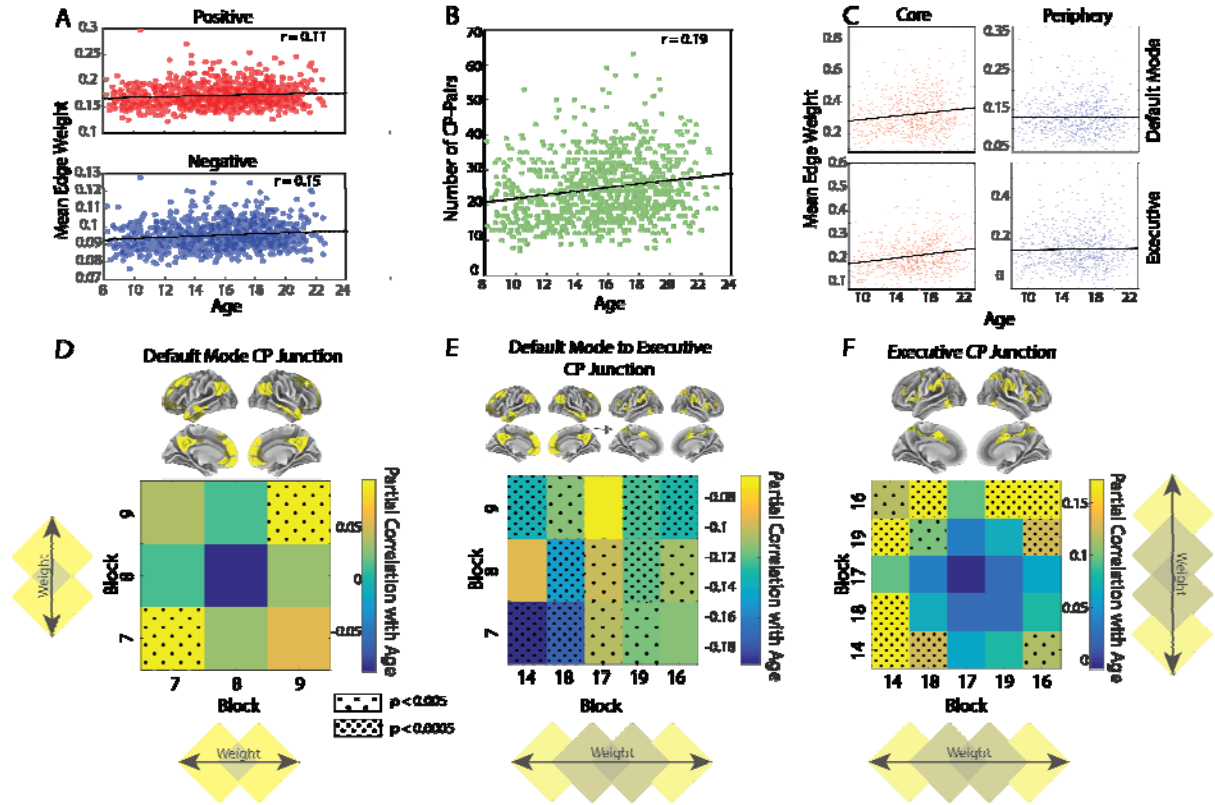 A
Positive
r = 0.11
0.3
0.25
0.2
0.15
0.1
Negative
r = 0.15
0.13
0.12
0.11
0.1
0.09
0.08
0.07
Mean Edge Weight
8 10 12 14 16 18 20 22 24
Age
B
r = 0.19
70
60
50
40
30
20
10
0
Number of CP-Pairs
8 10 12 14 16 18 20 22 24
Age
C
Core Periphery
0.8
0.6
0.4
0.2
0.35
0.25
0.15
0.05
Default Mode
0.6
0.5
0.4
0.3
0.2
0.1
0.4
0.2
0
Executive
Mean Edge Weight
10 14 18 22 10 14 18 22
Age
D
Default Mode CP Junction
9
8
7
Block
7 8 9
Block
0.05
0
-0.05
Partial Correlation with Age
Weight
Weight
p < 0.005
p < 0.0005
E
Default Mode to Executive
CP Junction
9
8
7
Block
14 18 17 19 16
Block
-0.08
-0.1
-0.12
-0.14
-0.16
-0.18
Partial Correlation with Age
Weight
F
Executive CP Junction
16
19
17
18
14
Block
14 18 17 19 16
Block
0.15
0.1
0.05
0
Partial Correlation with Age
Weight
Weight